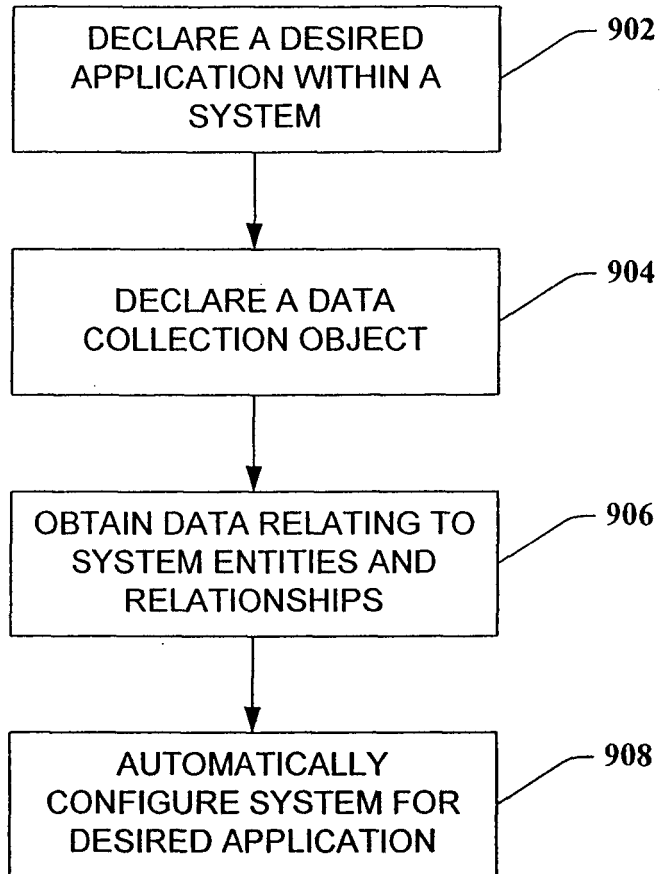 DECLARE A DESIRED
APPLICATION WITHIN A
SYSTEM
902
DECLARE A DATA
COLLECTION OBJECT
904
OBTAIN DATA RELATING TO
SYSTEM ENTITIES AND
RELATIONSHIPS
906
AUTOMATICALLY
CONFIGURE SYSTEM FOR
DESIRED APPLICATION
908